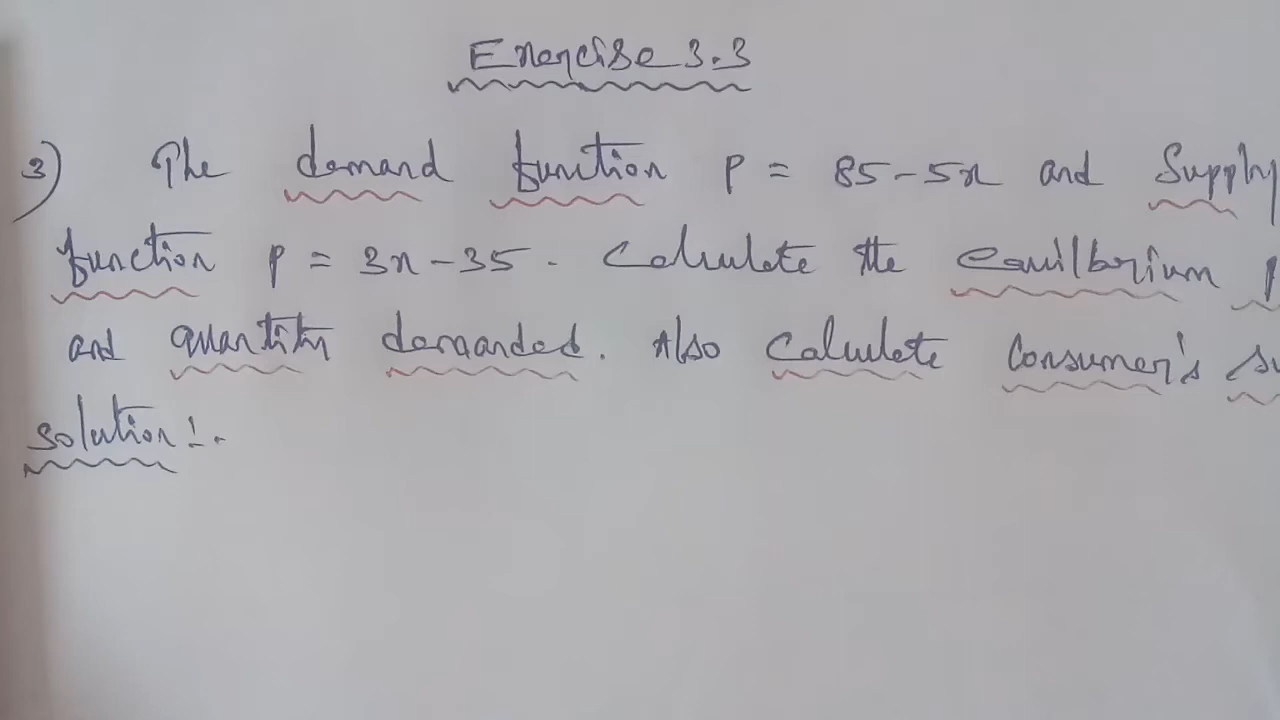 Exercise 3.3
3) The demand function P = 85-5x and Supply
function P = 3x-35. Calculate the equilbrium
and quantity demanded. Also Calculate Consumer's
solution:-